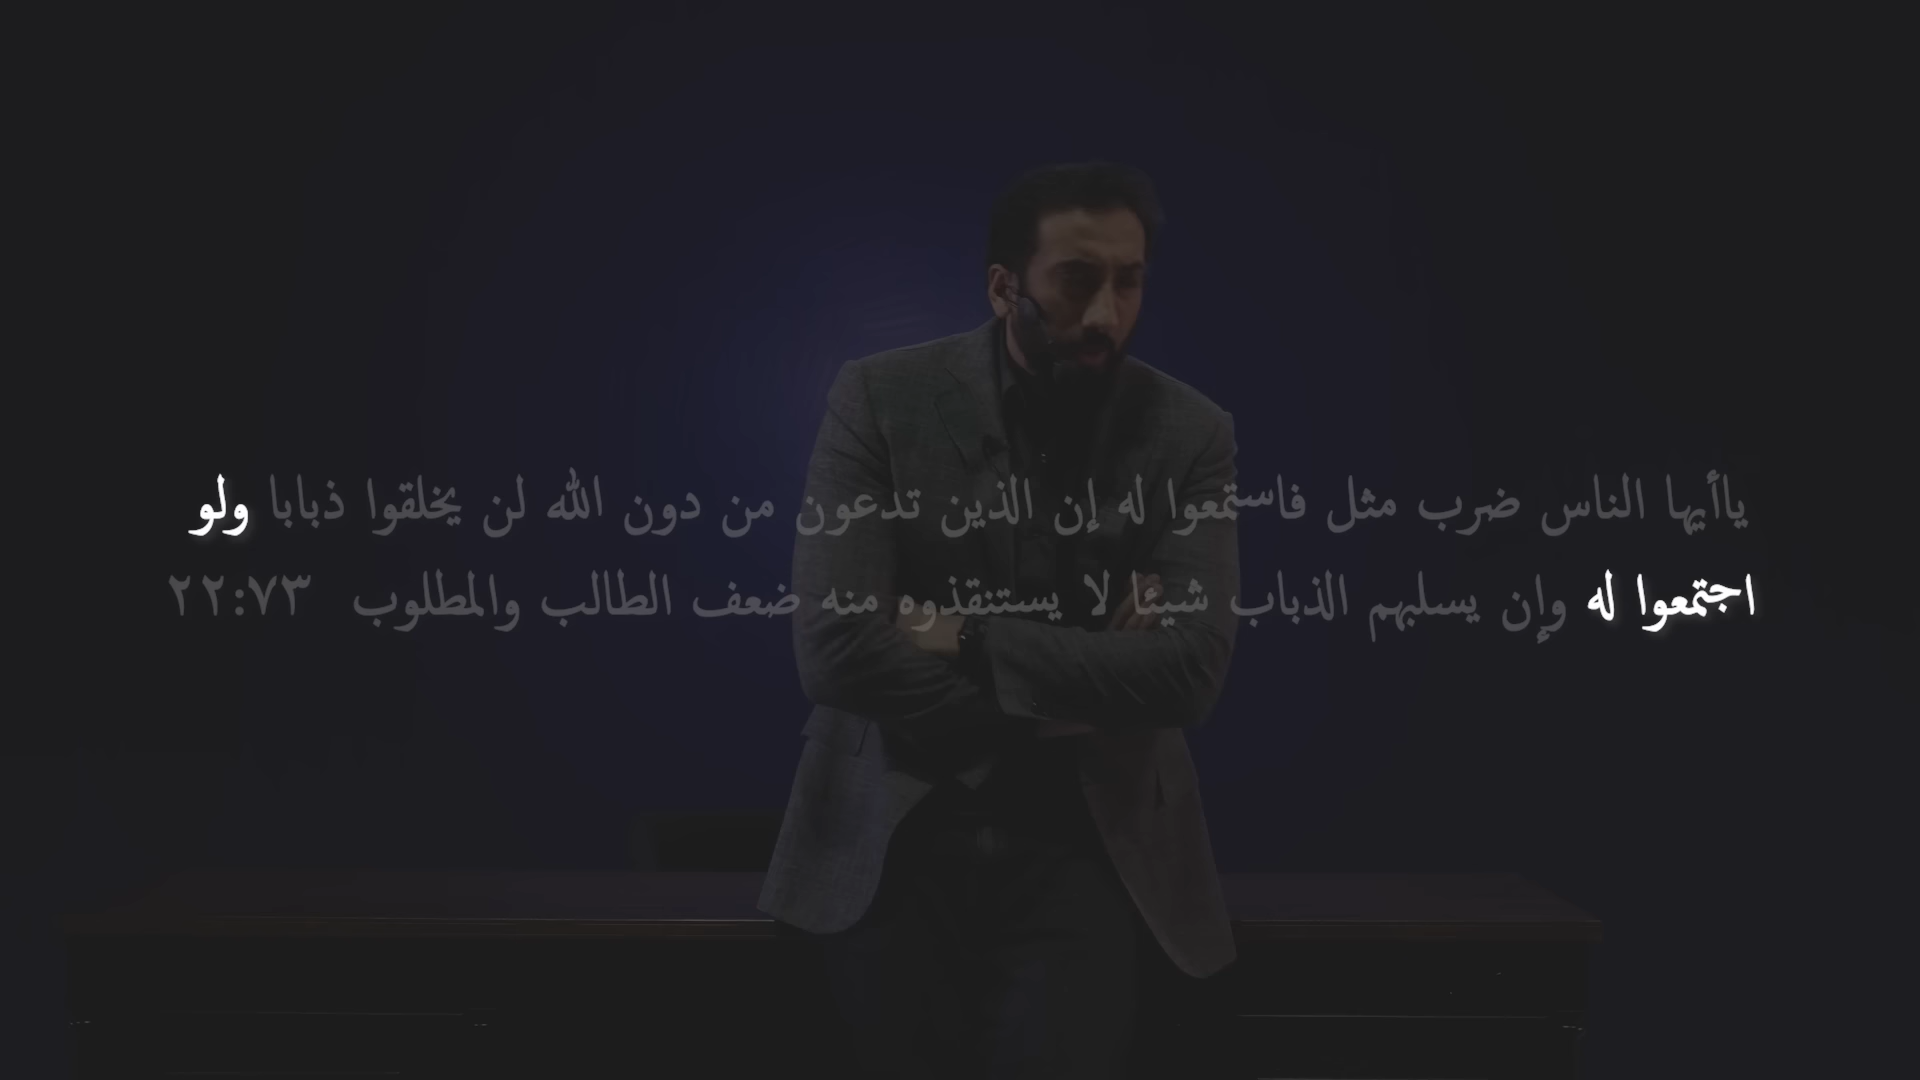 ياأيها الناس ضرب مثل فاستمعوا له إن الذين تدعون من دون الله لن يخلقوا ذبابا ولو
اجتمعوا له وإن يسلبهم الذباب شيئا لا يستنقذوه منه ضعف الطالب والمطلوب ٢٢:٧٣